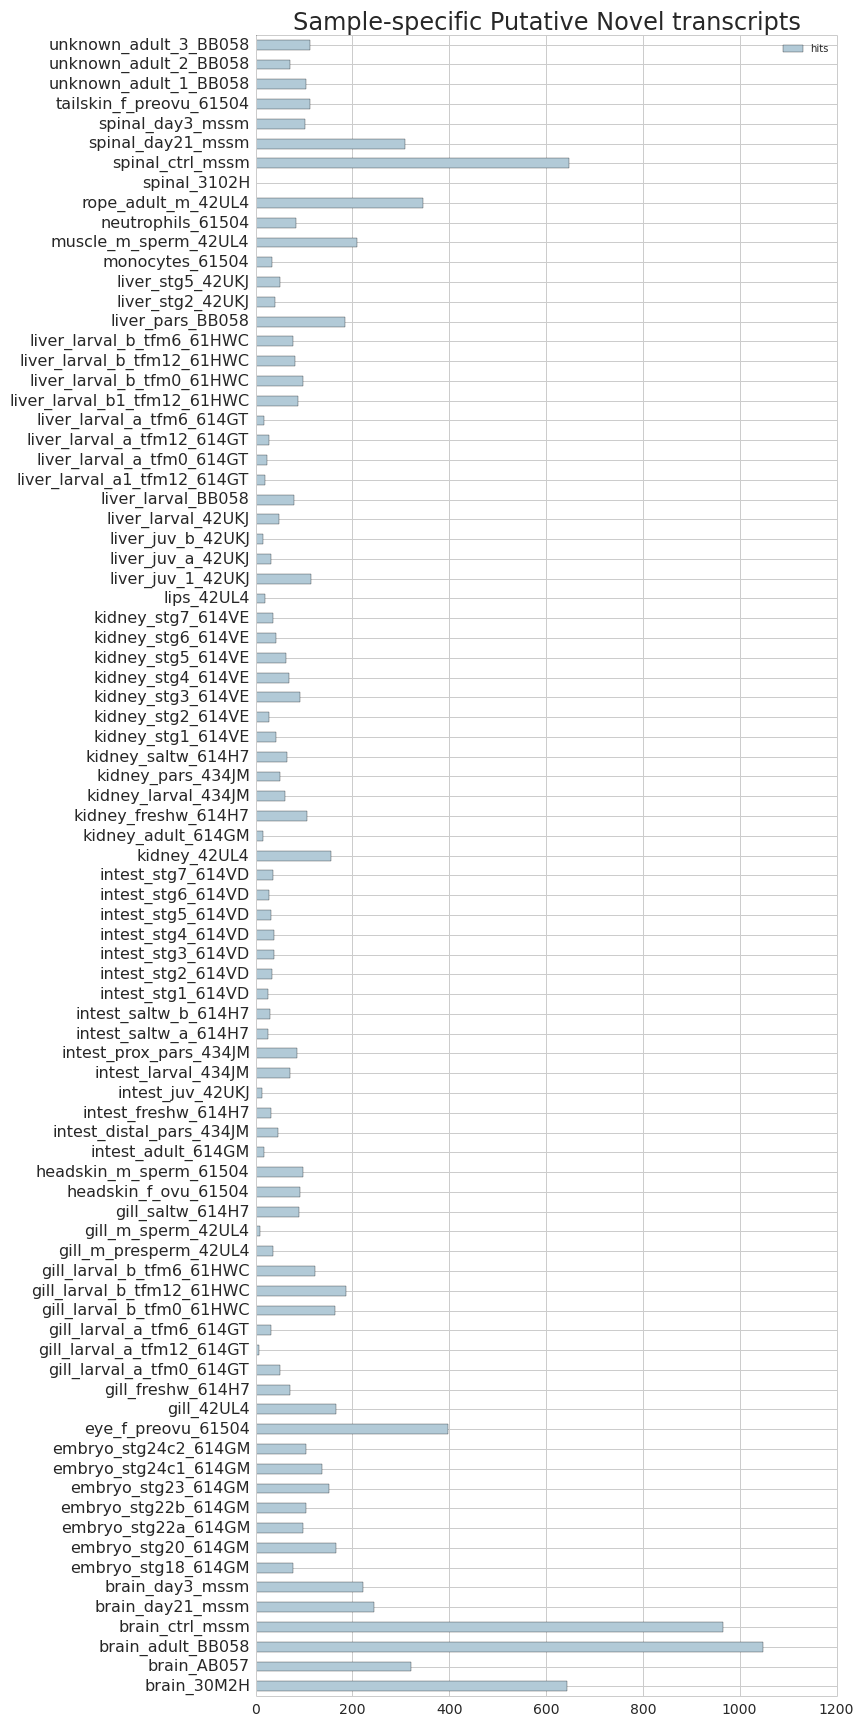 Sample-specific Putative Novel transcripts
hits
unknown_adult_3_BB058
unknown_adult_2_BB058
unknown_adult_1_BB058
tailskin_f_preovu_61504
spinal_day3_mssm
spinal_day21_mssm
spinal_ctrl_mssm
spinal_3102H
rope_adult_m_42UL4
neutrophils_61504
muscle_m_sperm_42UL4
monocytes_61504
liver_stg5_42UKJ
liver_stg2_42UKJ
liver_pars_BB058
liver_larval_b_tfm6_61HWC
liver_larval_b_tfm12_61HWC
liver_larval_b_tfm0_61HWC
liver_larval_b1_tfm12_61HWC
liver_larval_a_tfm6_614GT
liver_larval_a_tfm12_614GT
liver_larval_a_tfm0_614GT
liver_larval_a1_tfm12_614GT
liver_larval_BB058
liver_larval_42UKJ
liver_juv_b_42UKJ
liver_juv_a_42UKJ
liver_juv_1_42UKJ
lips_42UL4
kidney_stg7_614VE
kidney_stg6_614VE
kidney_stg5_614VE
kidney_stg4_614VE
kidney_stg3_614VE
kidney_stg2_614VE
kidney_stg1_614VE
kidney_saltw_614H7
kidney_pars_434JM
kidney_larval_434JM
kidney_freshw_614H7
kidney_adult_614GM
kidney_42UL4
intest_stg7_614VD
intest_stg6_614VD
intest_stg5_614VD
intest_stg4_614VD
intest_stg3_614VD
intest_stg2_614VD
intest_stg1_614VD
intest_saltw_b_614H7
intest_saltw_a_614H7
intest_prox_pars_434JM
intest_larval_434JM
intest_juv_42UKJ
intest_freshw_614H7
intest_distal_pars_434JM
intest_adult_614GM
headskin_m_sperm_61504
headskin_f_ovu_61504
gill_saltw_614H7
gill_m_sperm_42UL4
gill_m_presperm_42UL4
gill_larval_b_tfm6_61HWC
gill_larval_b_tfm12_61HWC
gill_larval_b_tfm0_61HWC
gill_larval_a_tfm6_614GT
gill_larval_a_tfm12_614GT
gill_larval_a_tfm0_614GT
gill_freshw_614H7
gill_42UL4
eye_f_preovu_61504
embryo_stg24c2_614GM
embryo_stg24c1_614GM
embryo_stg23_614GM
embryo_stg22b_614GM
embryo_stg22a_614GM
embryo_stg20_614GM
embryo_stg18_614GM
brain_day3_mssm
brain_day21_mssm
brain_ctrl_mssm
brain_adult_BB058
brain_AB057
brain_30M2H
0 200 400 600 800 1000 1200